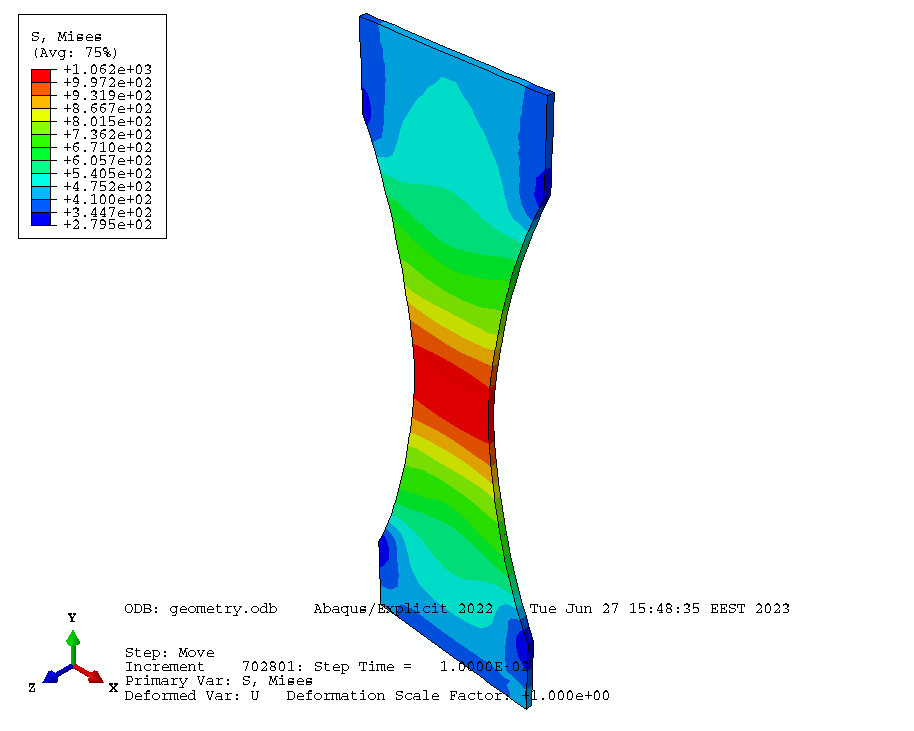 S, Mises
(Avg: 75%)
+1.062e+03
+9.972e+02
+9.319e+02
+8.667e+02
+8.015e+02
+7.362e+02
+6.710e+02
+6.057e+02
+5.405e+02
+4.752e+02
+4.100e+02
+3.447e+02
+2.795e+02
ODB: geometry.odb Abaqus/Explicit 2022 Tue Jun 27 15:48:35 EEST 2023
Y
Z
X
Step: Move
Increment 702801: Step Time = 1.0000E-02
Primary Var: S, Mises
Deformed Var: U Deformation Scale Factor: +1.000e+00